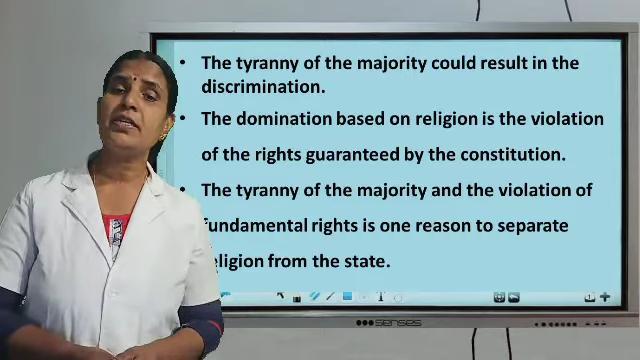 • The tyranny of the majority could result in the
discrimination.
• The domination based on religion is the violation
of the rights guaranteed by the constitution.
• The tyranny of the majority and the violation of
fundamental rights is one reason to separate
eligion from the state.
senses